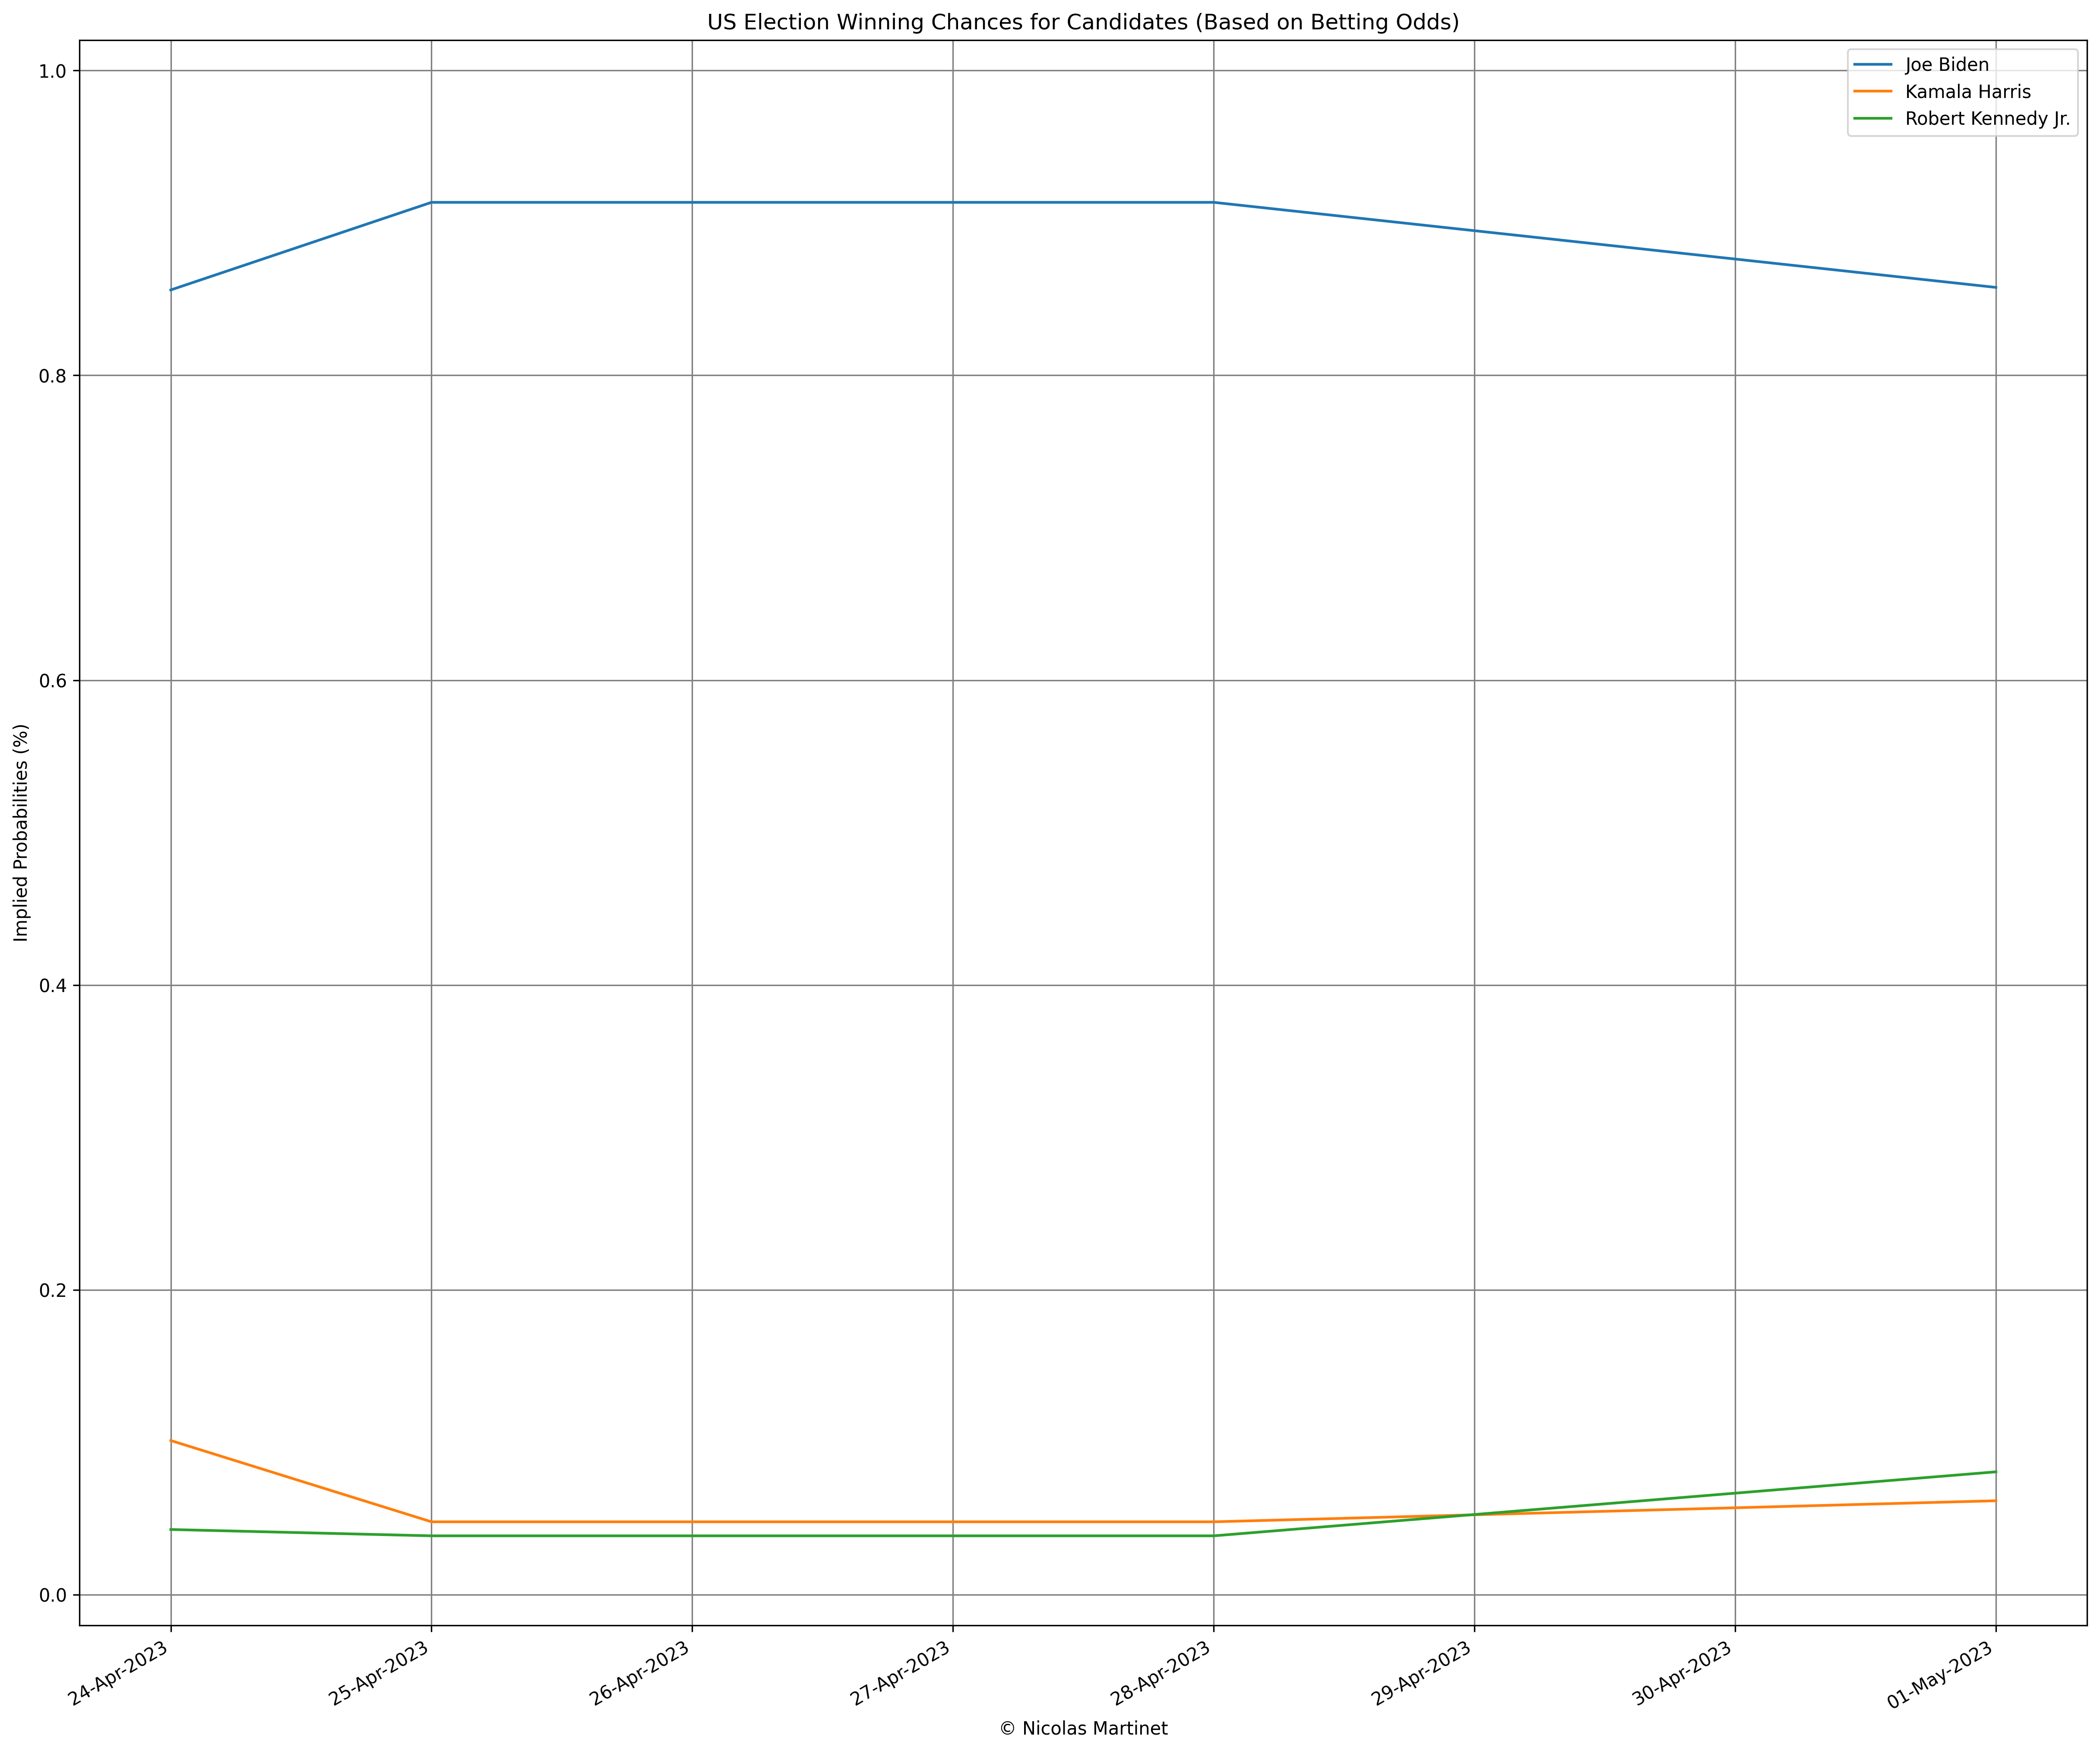 US Election Winning Chances for Candidates (Based on Betting Odds)
Joe Biden
Kamala Harris
Robert Kennedy Jr.
Implied Probabilities (%)
1.0
0.8
0.6
0.4
0.2
0.0
24-Apr-2023
25-Apr-2023
26-Apr-2023
27-Apr-2023
28-Apr-2023
29-Apr-2023
30-Apr-2023
01-May-2023
© Nicolas Martinet